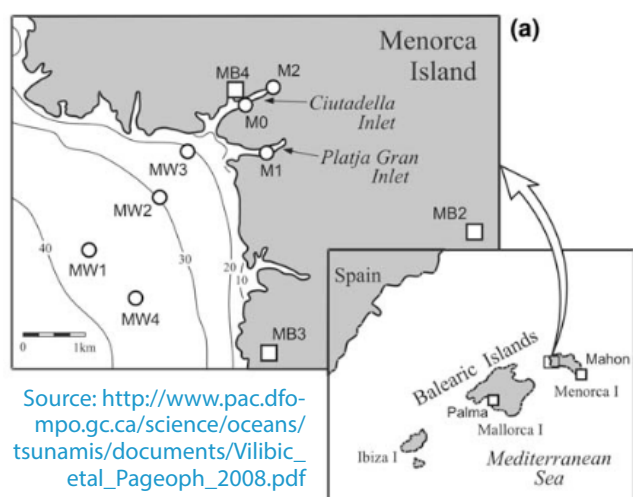 (a)
Menorca
Island
M2
MB4
M0
Ciutadella
Inlet
MW3
M1
Platja Gran
Inlet
MW2
MB2
40
MW1
30
20
10
MW4
0
1km
MB3
Spain
Balearic Islands
Mahon
Menorca I
Palma
Mallorca I
Ibiza I
Mediterranean
Sea
Source: http://www.pac.dfo-
mpo.gc.ca/science/oceans/
tsunamis/documents/Vilibic_
etal_Pageoph_2008.pdf